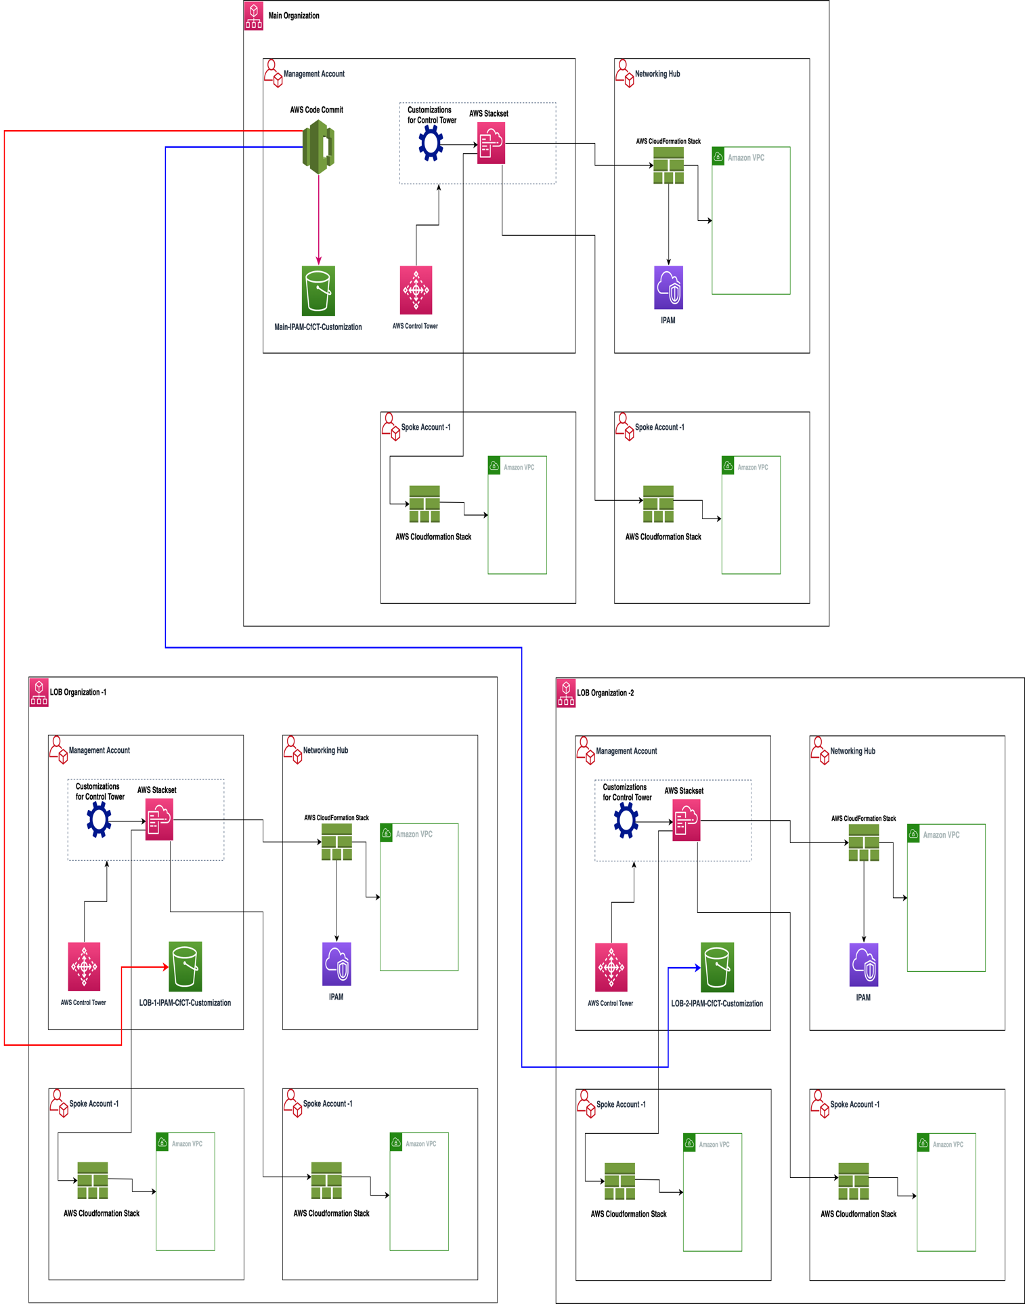 Main Organization
Management Account
AWS Code Commit
Customizations
for Control Tower
AWS Stackset
Main-IPAM-CfCT-Customization
AWS Control Tower
Networking Hub
AWS CloudFormation Stack
Amazon VPC
IPAM
Spoke Account -1
Amazon VPC
AWS Cloudformation Stack
Spoke Account -1
Amazon VPC
AWS Cloudformation Stack
LOB Organization -1
Management Account
Customizations
for Control Tower
AWS Stackset
AWS Control Tower
LOB-1-IPAM-CfCT-Customization
Networking Hub
AWS CloudFormation Stack
Amazon VPC
IPAM
Spoke Account -1
Amazon VPC
AWS Cloudformation Stack
Spoke Account -1
Amazon VPC
AWS Cloudformation Stack
LOB Organization -2
Management Account
Customizations
for Control Tower
AWS Stackset
AWS Control Tower
LOB-2-IPAM-CfCT-Customization
Networking Hub
AWS CloudFormation Stack
Amazon VPC
IPAM
Spoke Account -1
Amazon VPC
AWS Cloudformation Stack
Spoke Account -1
Amazon VPC
AWS Cloudformation Stack